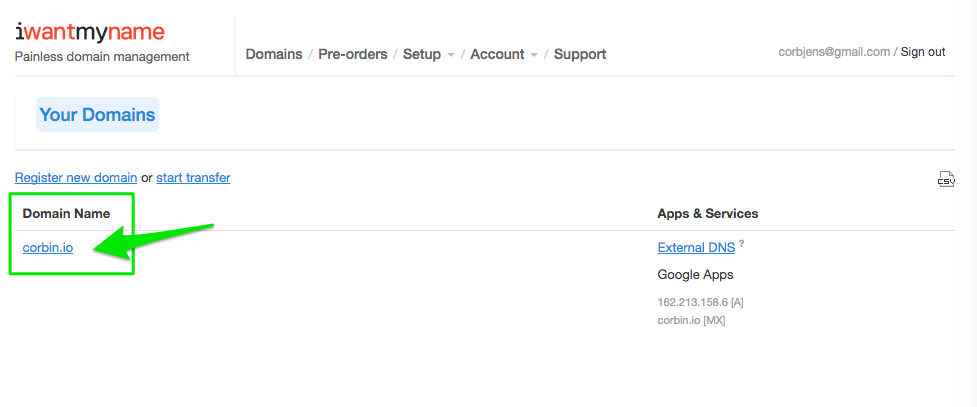 iwantmyname
Painless domain management
Domains / Pre-orders / Setup / Account / Support
corbjens@gmail.com / Sign out
Your Domains
Register new domain or start transfer
CSV
Domain Name
Apps & Services
corbin.io
External DNS ?
Google Apps
162.213.158.6 [A]
corbin.io [MX]